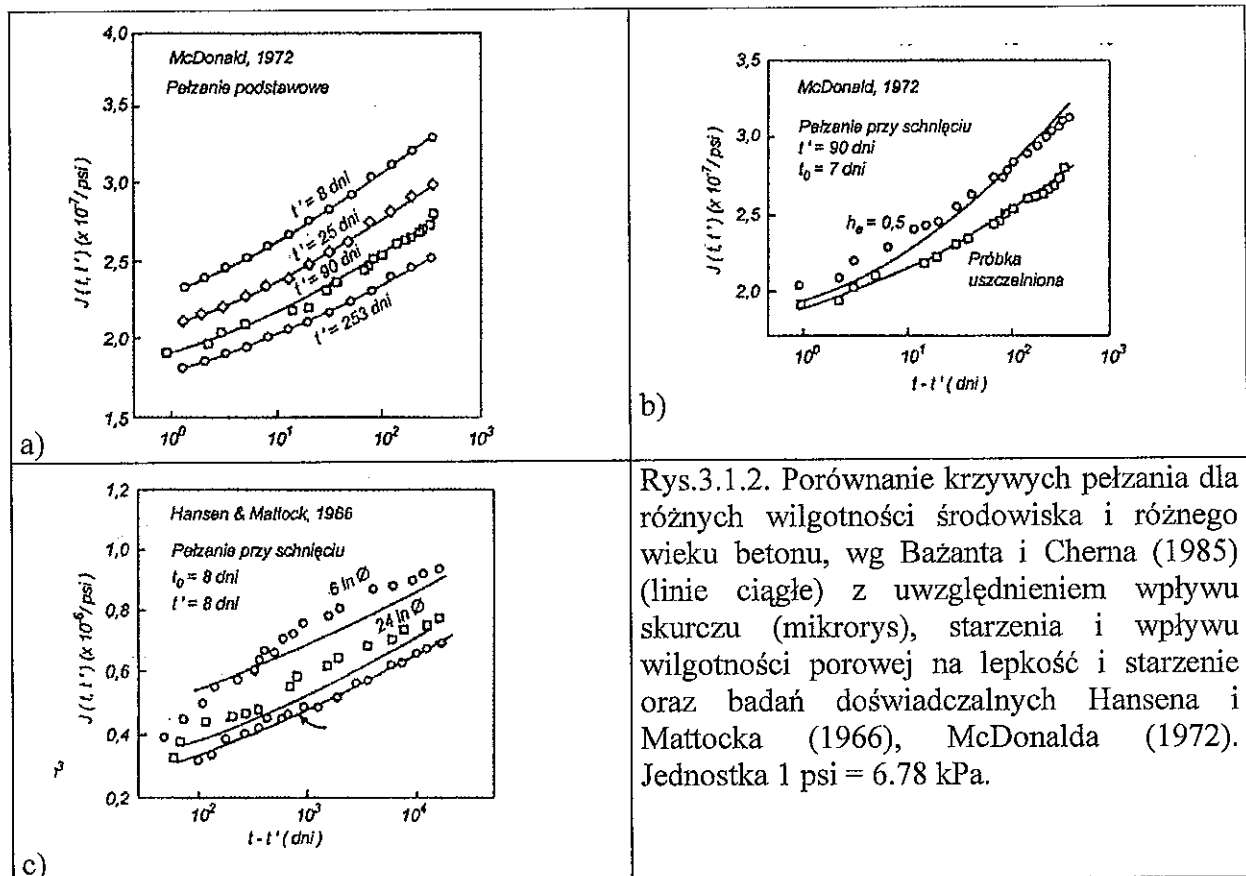 4,0
3,5
3,0
2,5
2,0
1,5
J ( t, t' ) (x 10⁻⁷/psi)
McDonald, 1972
Pełzanie podstawowe
t' = 8 dni
t' = 25 dni
t' = 90 dni
t' = 253 dni
10⁰ 10¹ 10² 10³
a)
3,5
3,0
2,5
2,0
J ( t, t' ) (x 10⁻⁷/psi)
McDonald, 1972
Pełzanie przy schnięciu
t' = 90 dni
t₀ = 7 dni
hₑ = 0,5
Próbka
uszczelniona
10⁰ 10¹ 10² 10³
t - t' ( dni )
b)
1,2
1,0
0,8
0,6
0,4
0,2
J ( t, t' ) (x 10⁻⁶/psi)
Hansen & Mattock, 1966
Pełzanie przy schnięciu
t₀ = 8 dni
t' = 8 dni
6 in Ø
24 in Ø
10² 10³ 10⁴
t - t' ( dni )
c)
Rys.3.1.2. Porównanie krzywych pełzania dla
różnych wilgotności środowiska i różnego
wieku betonu, wg Bażanta i Cherna (1985)
(linie ciągłe) z uwzględnieniem wpływu
skurczu (mikrorys), starzenia i wpływu
wilgotności porowej na lepkość i starzenie
oraz badań doświadczalnych Hansena i
Mattocka (1966), McDonalda (1972).
Jednostka 1 psi = 6.78 kPa.